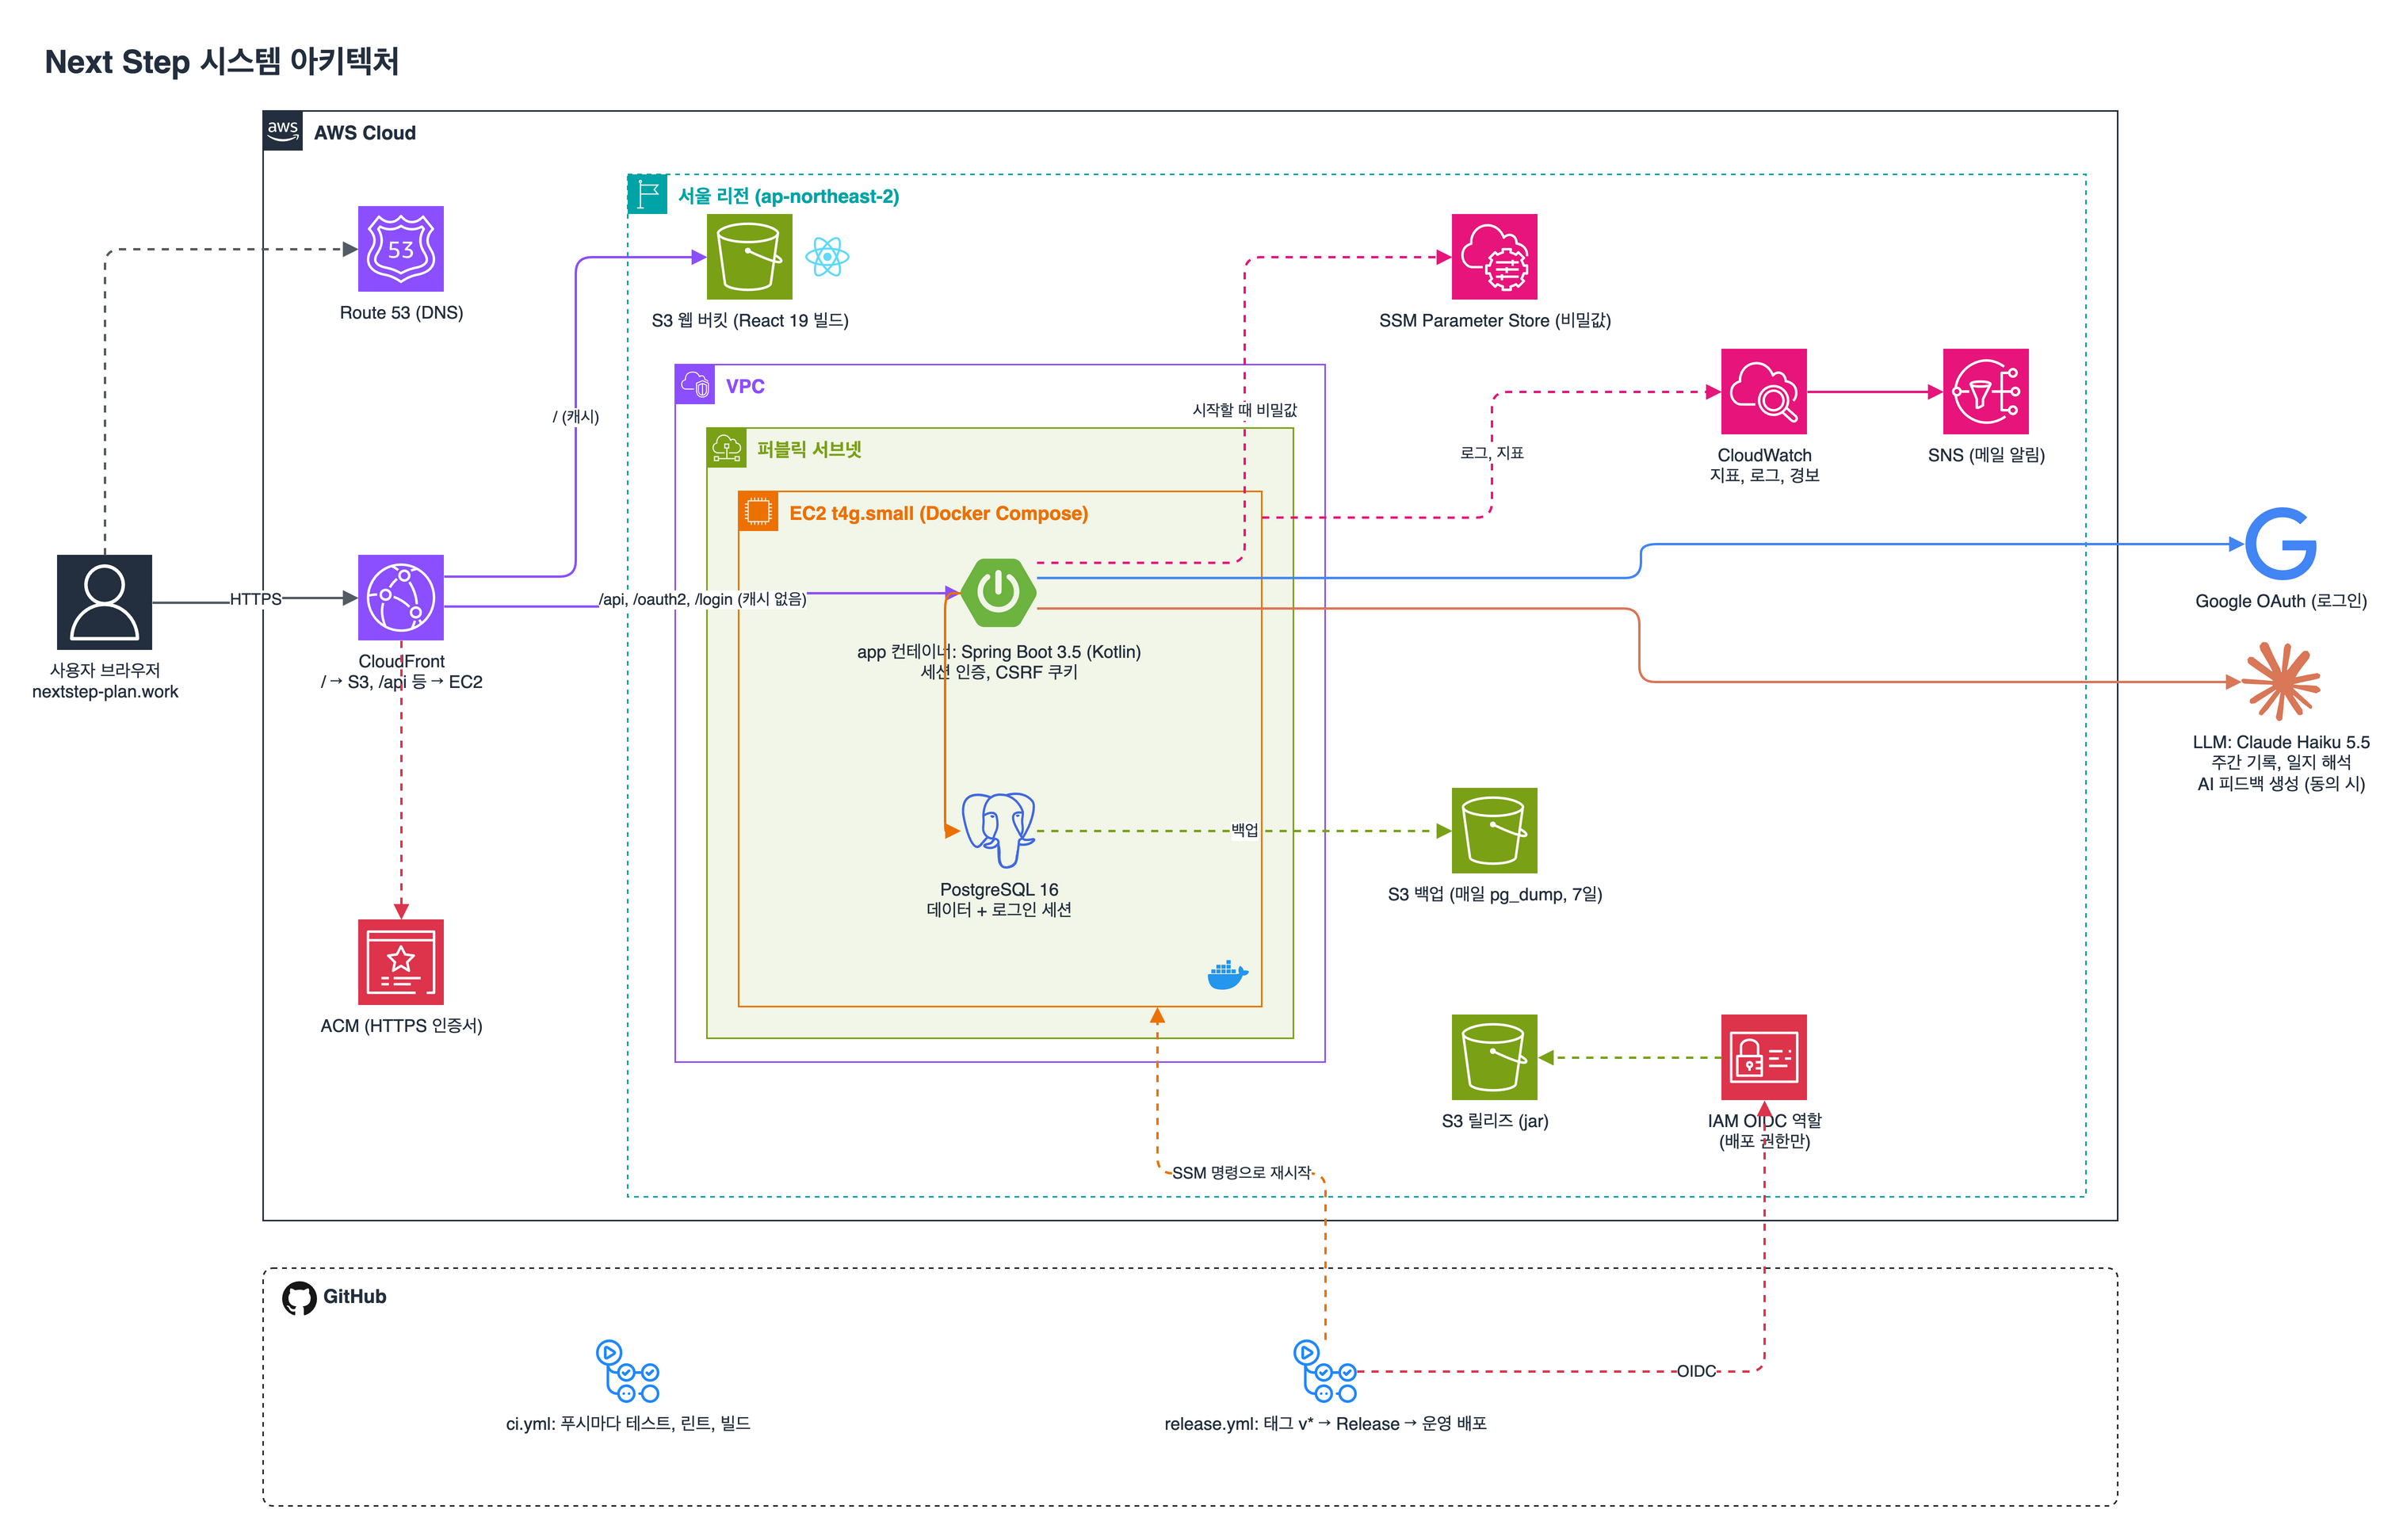 Next Step 시스템 아키텍처
aws
AWS Cloud
서울 리전 (ap-northeast-2)
53
Route 53 (DNS)
S3 웹 버킷 (React 19 빌드)
SSM Parameter Store (비밀값)
VPC
/ (캐시)
시작할 때 비밀값
퍼블릭 서브넷
로그, 지표
CloudWatch
지표, 로그, 경보
SNS (메일 알림)
EC2 t4g.small (Docker Compose)
HTTPS
/api, /oauth2, /login (캐시 없음)
Google OAuth (로그인)
사용자 브라우저
nextstep-plan.work
CloudFront
/ → S3, /api 등 → EC2
app 컨테이너: Spring Boot 3.5 (Kotlin)
세션 인증, CSRF 쿠키
LLM: Claude Haiku 5.5
주간 기록, 일지 해석
AI 피드백 생성 (동의 시)
백업
PostgreSQL 16
데이터 + 로그인 세션
S3 백업 (매일 pg_dump, 7일)
ACM (HTTPS 인증서)
S3 릴리즈 (jar)
IAM OIDC 역할
(배포 권한만)
SSM 명령으로 재시작
GitHub
OIDC
ci.yml: 푸시마다 테스트, 린트, 빌드
release.yml: 태그 v* → Release → 운영 배포